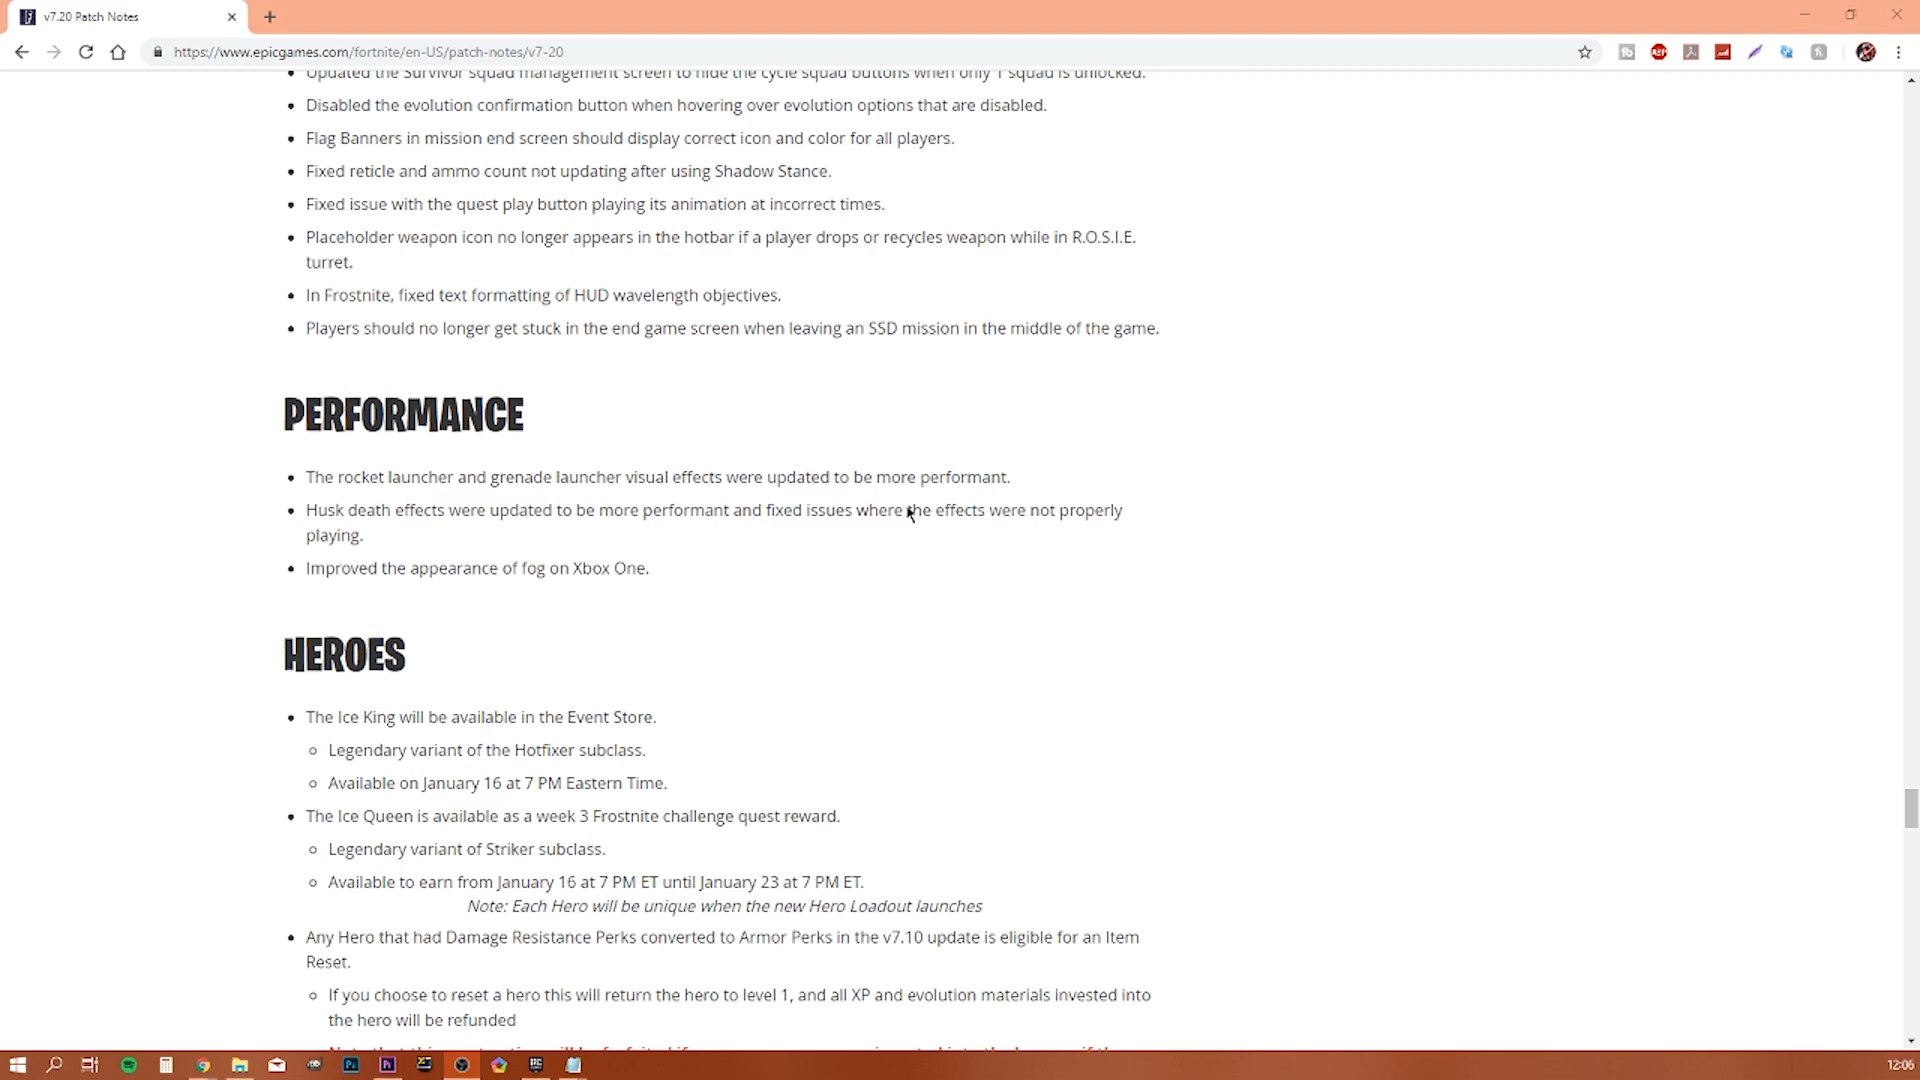 v7.20 Patch Notes
https://www.epicgames.com/fortnite/en-US/patch-notes/v7-20
Updated the Survivor squad management screen to hide the cycle squad buttons when only 1 squad is unlocked.
Disabled the evolution confirmation button when hovering over evolution options that are disabled.
Flag Banners in mission end screen should display correct icon and color for all players.
Fixed reticle and ammo count not updating after using Shadow Stance.
Fixed issue with the quest play button playing its animation at incorrect times.
Placeholder weapon icon no longer appears in the hotbar if a player drops or recycles weapon while in R.O.S.I.E.
turret.
In Frostnite, fixed text formatting of HUD wavelength objectives.
Players should no longer get stuck in the end game screen when leaving an SSD mission in the middle of the game.
PERFORMANCE
The rocket launcher and grenade launcher visual effects were updated to be more performant.
Husk death effects were updated to be more performant and fixed issues where the effects were not properly
playing.
Improved the appearance of fog on Xbox One.
HEROES
The Ice King will be available in the Event Store.
Legendary variant of the Hotfixer subclass.
Available on January 16 at 7 PM Eastern Time.
The Ice Queen is available as a week 3 Frostnite challenge quest reward.
Legendary variant of Striker subclass.
Available to earn from January 16 at 7 PM ET until January 23 at 7 PM ET.
Note: Each Hero will be unique when the new Hero Loadout launches
Any Hero that had Damage Resistance Perks converted to Armor Perks in the v7.10 update is eligible for an Item
Reset.
If you choose to reset a hero this will return the hero to level 1, and all XP and evolution materials invested into
the hero will be refunded
12:06